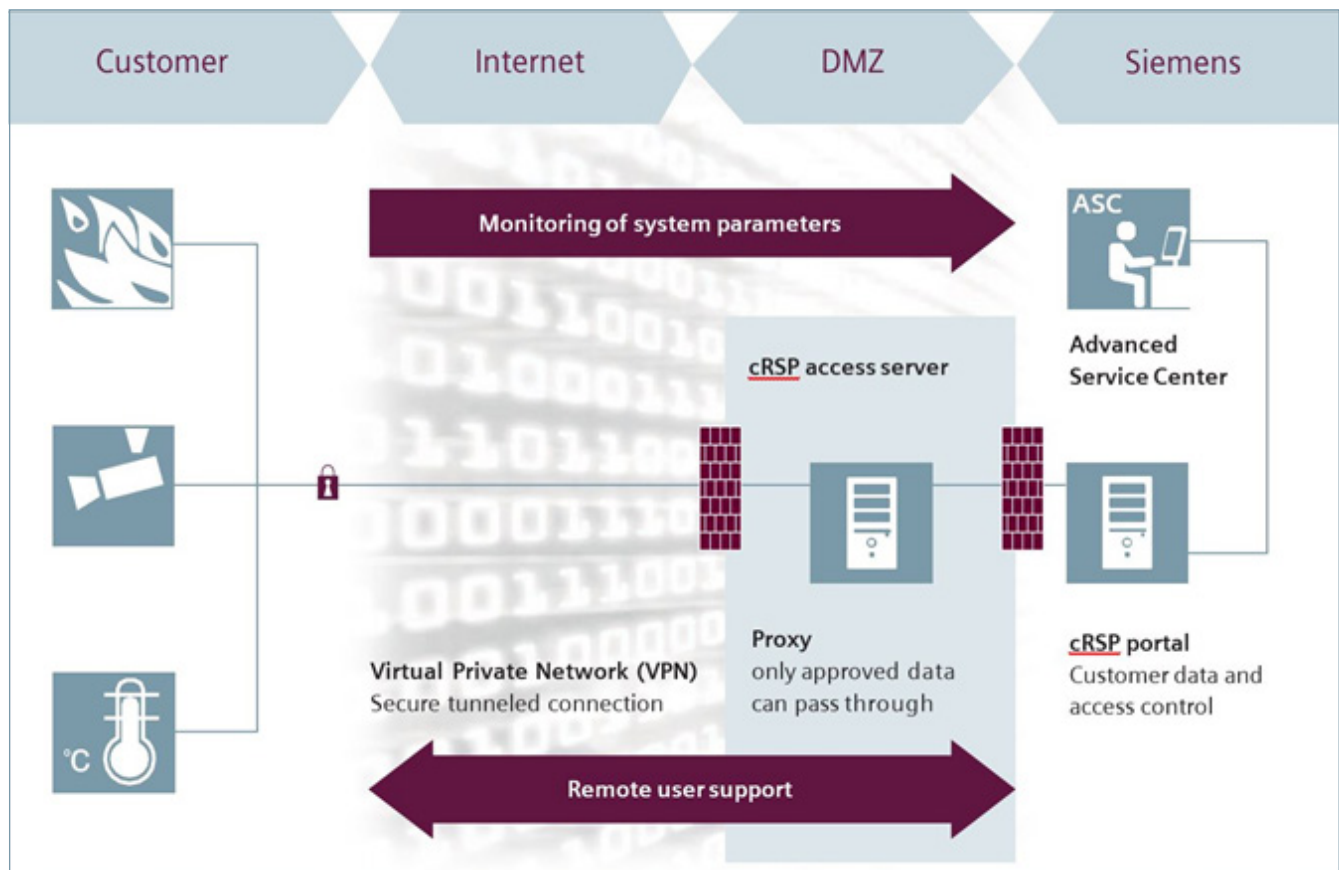 Customer
Internet
DMZ
Siemens
Monitoring of system parameters
ASC
Advanced
Service Center
cRSP access server
°C
Virtual Private Network (VPN)
Secure tunneled connection
Proxy
only approved data
can pass through
cRSP portal
Customer data and
access control
Remote user support